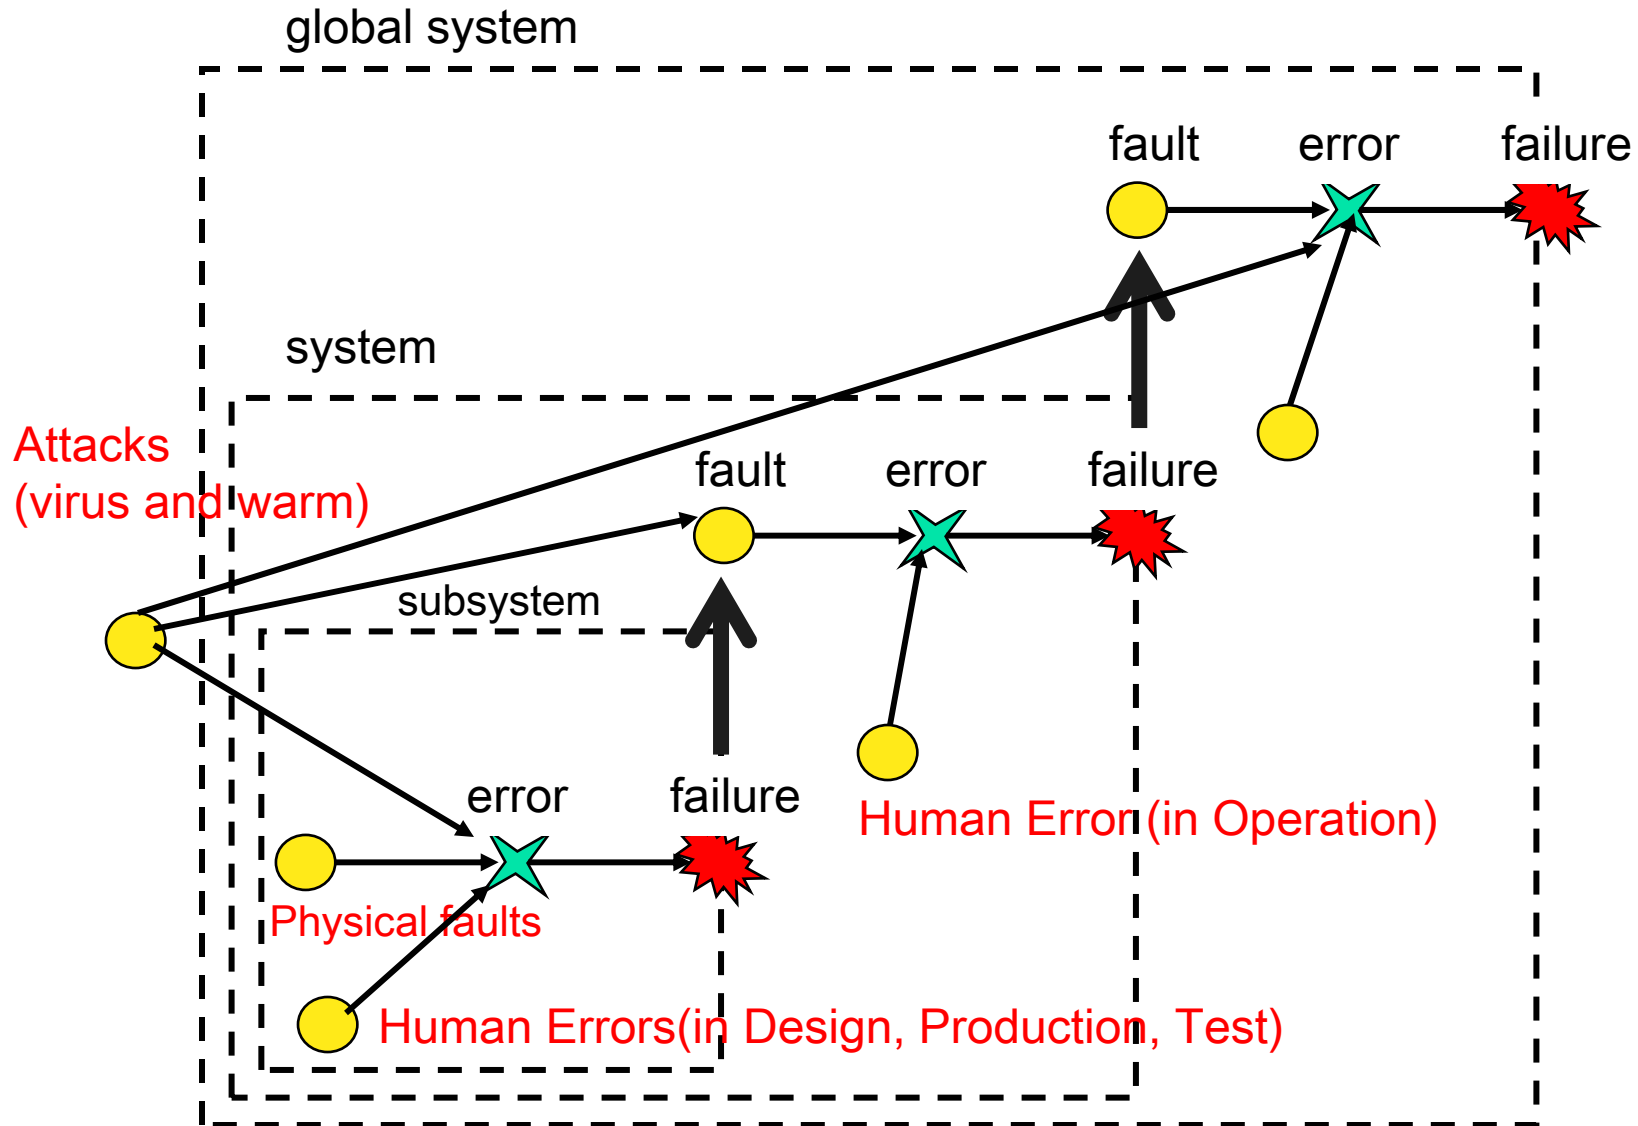 global system
fault error failure
system
Attacks
(virus and warm)
fault error failure
subsystem
error failure
Human Error (in Operation)
Physical faults
Human Errors(in Design, Production, Test)